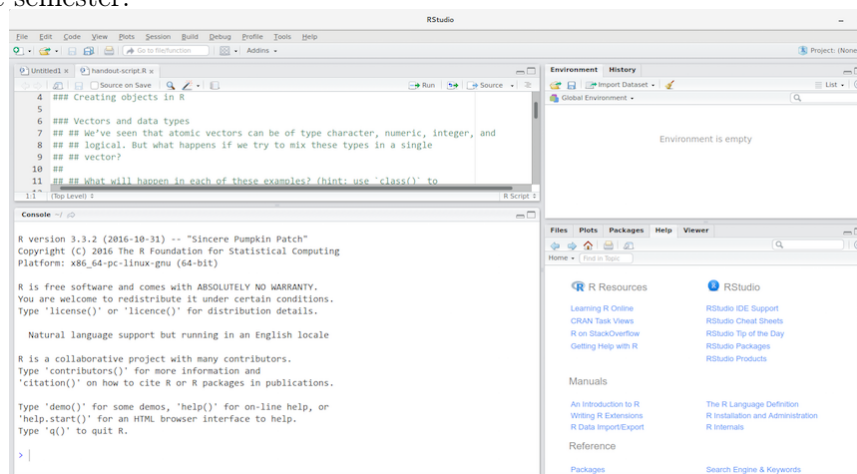 semester.
RStudio
File Edit Code View Plots Session Build Debug Profile Tools Help
Go to file/function Addins Project: (None
Untitled1 × handout-script.R ×
Source on Save Run Source
4 ### Creating objects in R
5
6 ### Vectors and data types
7 ## ## We've seen that atomic vectors can be of type character, numeric, integer, and
8 ## ## logical. But what happens if we try to mix these types in a single
9 ## ## vector?
10 ##
11 ## ## What will happen in each of these examples? (hint: use `class()` to
1:1 (Top Level) R Script
Console ~/
R version 3.3.2 (2016-10-31) -- "Sincere Pumpkin Patch"
Copyright (C) 2016 The R Foundation for Statistical Computing
Platform: x86_64-pc-linux-gnu (64-bit)
R is free software and comes with ABSOLUTELY NO WARRANTY.
You are welcome to redistribute it under certain conditions.
Type 'license()' or 'licence()' for distribution details.
Natural language support but running in an English locale
R is a collaborative project with many contributors.
Type 'contributors()' for more information and
'citation()' on how to cite R or R packages in publications.
Type 'demo()' for some demos, 'help()' for on-line help, or
'help.start()' for an HTML browser interface to help.
Type 'q()' to quit R.
>
Environment History
Import Dataset List
Global Environment
Environment is empty
Files Plots Packages Help Viewer
Home Find in Topic
R Resources
Learning R Online
CRAN Task Views
R on StackOverflow
Getting Help with R
RStudio
RStudio IDE Support
RStudio Cheat Sheets
RStudio Tip of the Day
RStudio Packages
RStudio Products
Manuals
An Introduction to R
Writing R Extensions
R Data Import/Export
The R Language Definition
R Installation and Administration
R Internals
Reference
Packages
Search Engine & Keywords